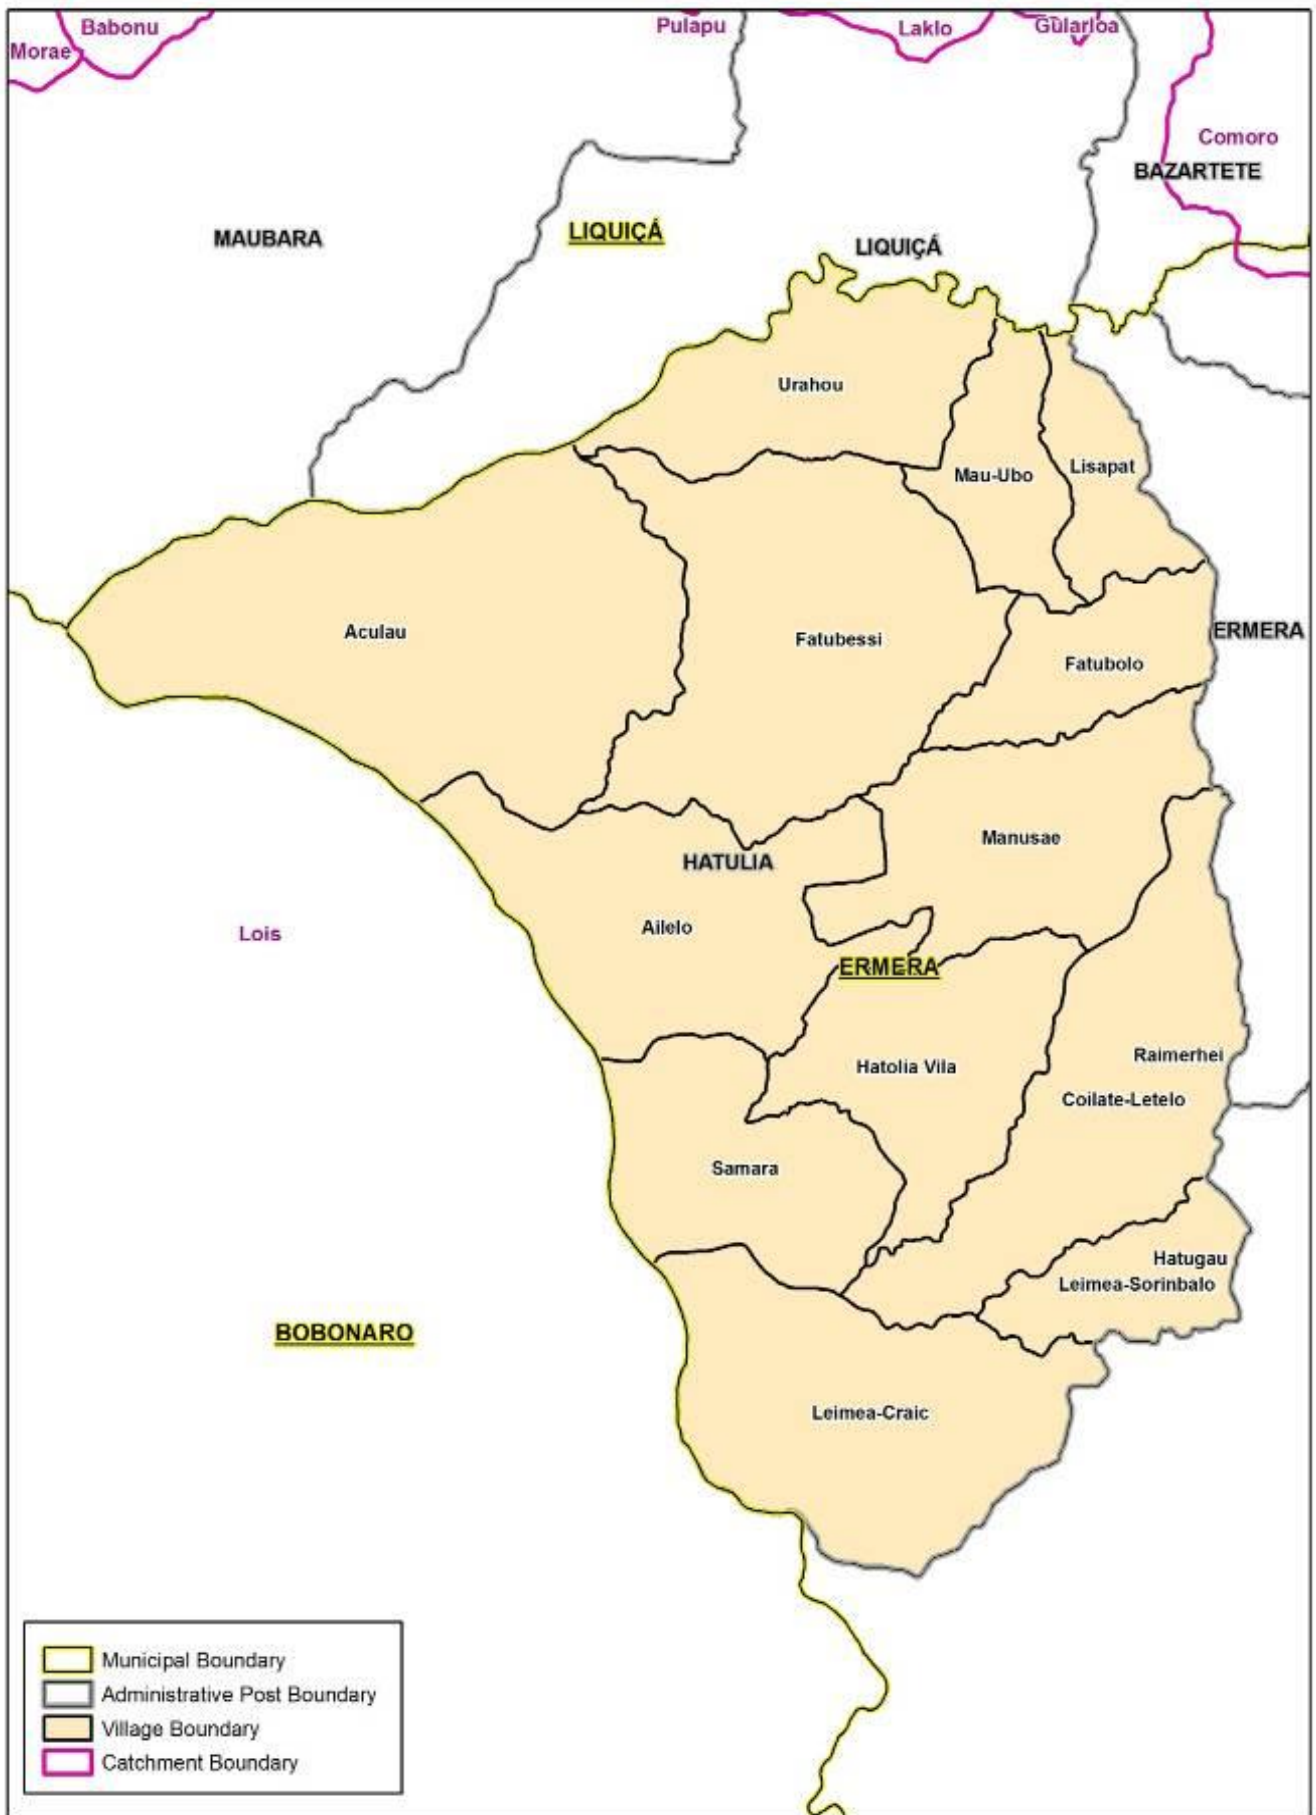 Babonu
Morae
Pulapu
Laklo
Gularloa
Comoro
BAZARTETE
MAUBARA
LIQUIÇÁ
LIQUIÇÁ
Urahou
Mau-Ubo
Lisapat
Aculau
Fatubessi
Fatubolo
ERMERA
Manusae
HATULIA
Ailelo
Lois
ERMERA
Raimerhei
Hatolia Vila
Coilate-Letelo
Samara
Hatugau
Leimea-Sorinbalo
BOBONARO
Leimea-Craic
Municipal Boundary
Administrative Post Boundary
Village Boundary
Catchment Boundary